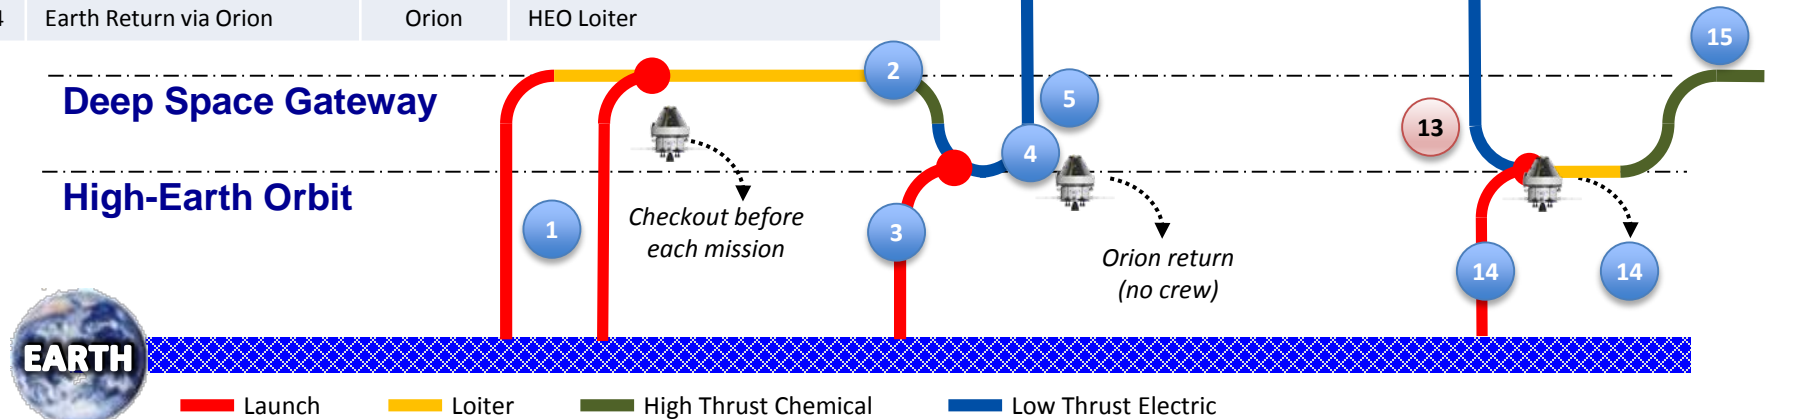 4 Earth Return via Orion Orion HEO Loiter
15
2
Deep Space Gateway
5
13
4
High-Earth Orbit
Checkout before
each mission
1
3
Orion return
(no crew)
14
14
EARTH
Launch Loiter High Thrust Chemical Low Thrust Electric